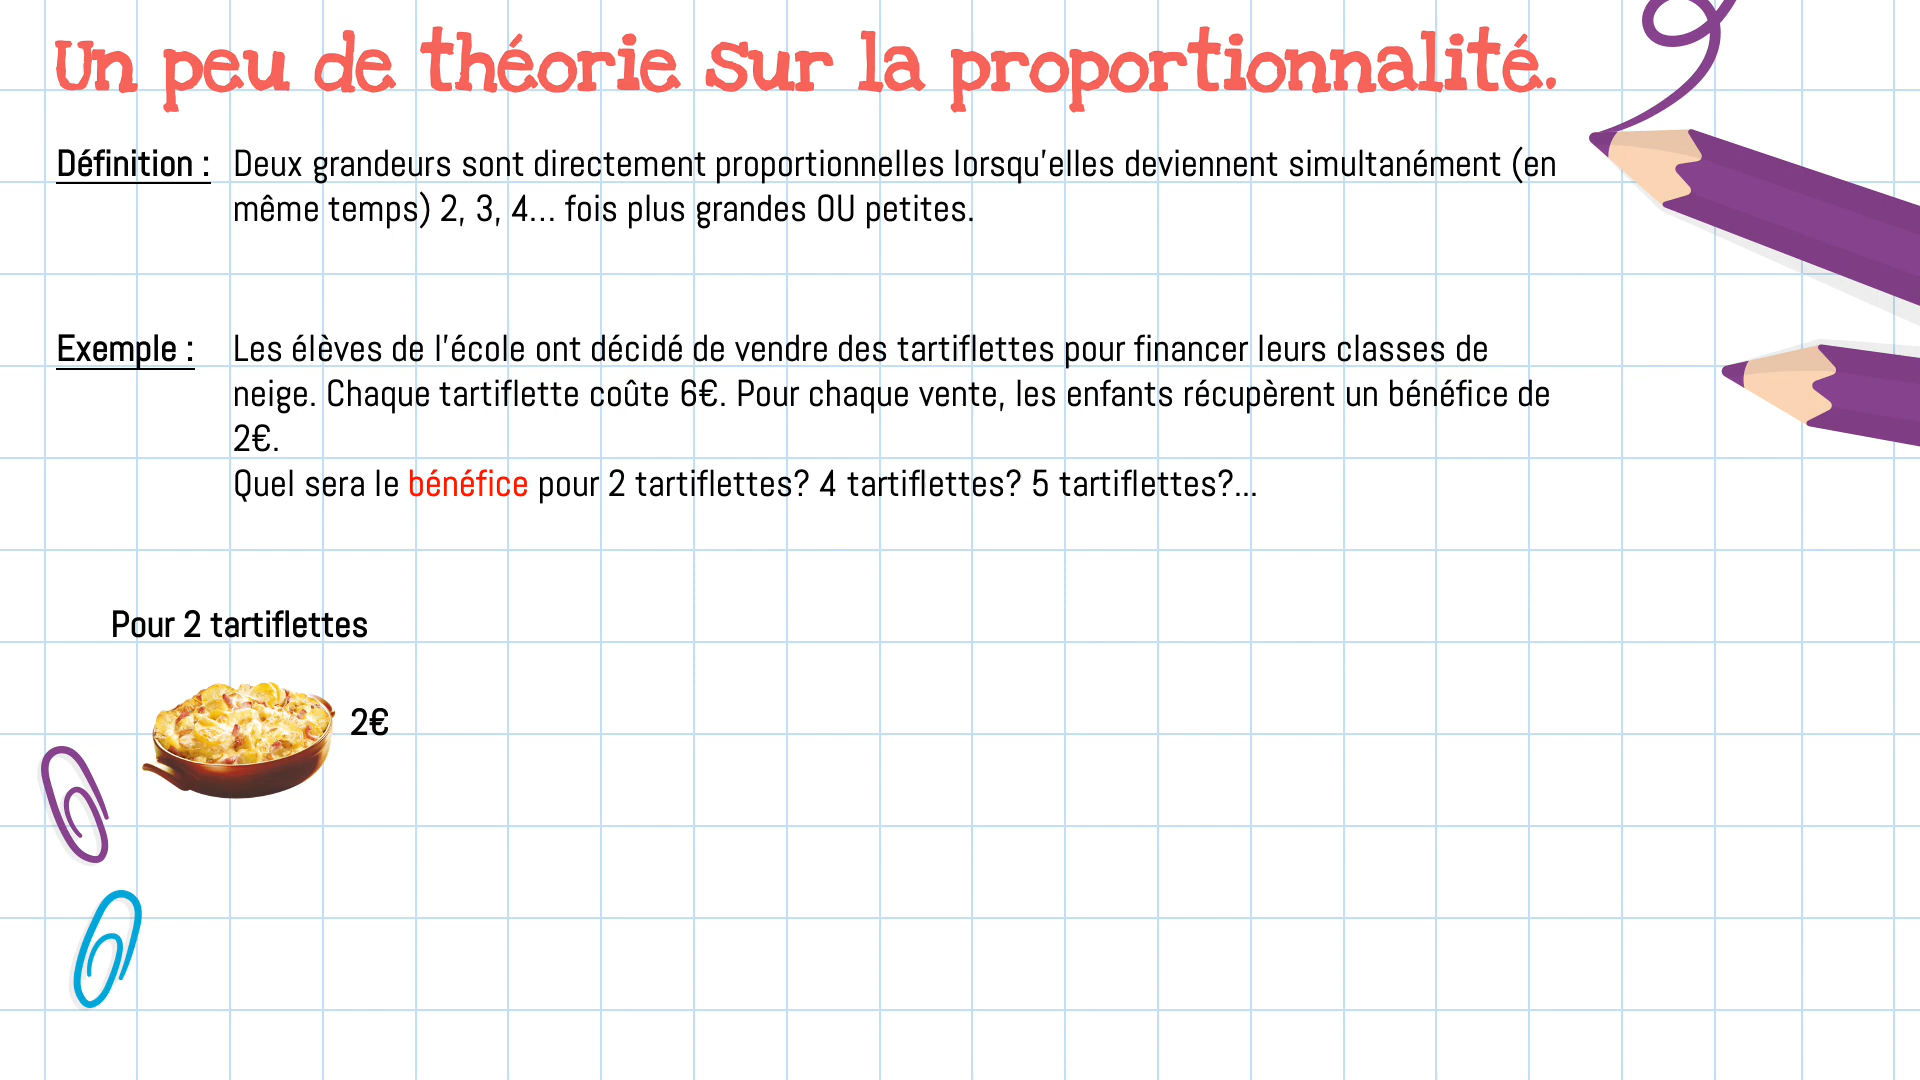 Un peu de théorie sur la proportionnalité.
Définition : Deux grandeurs sont directement proportionnelles lorsqu'elles deviennent simultanément (en
même temps) 2, 3, 4... fois plus grandes OU petites.
Exemple : Les élèves de l'école ont décidé de vendre des tartiflettes pour financer leurs classes de
neige. Chaque tartiflette coûte 6€. Pour chaque vente, les enfants récupèrent un bénéfice de
2€.
Quel sera le bénéfice pour 2 tartiflettes? 4 tartiflettes? 5 tartiflettes?...
Pour 2 tartiflettes
2€